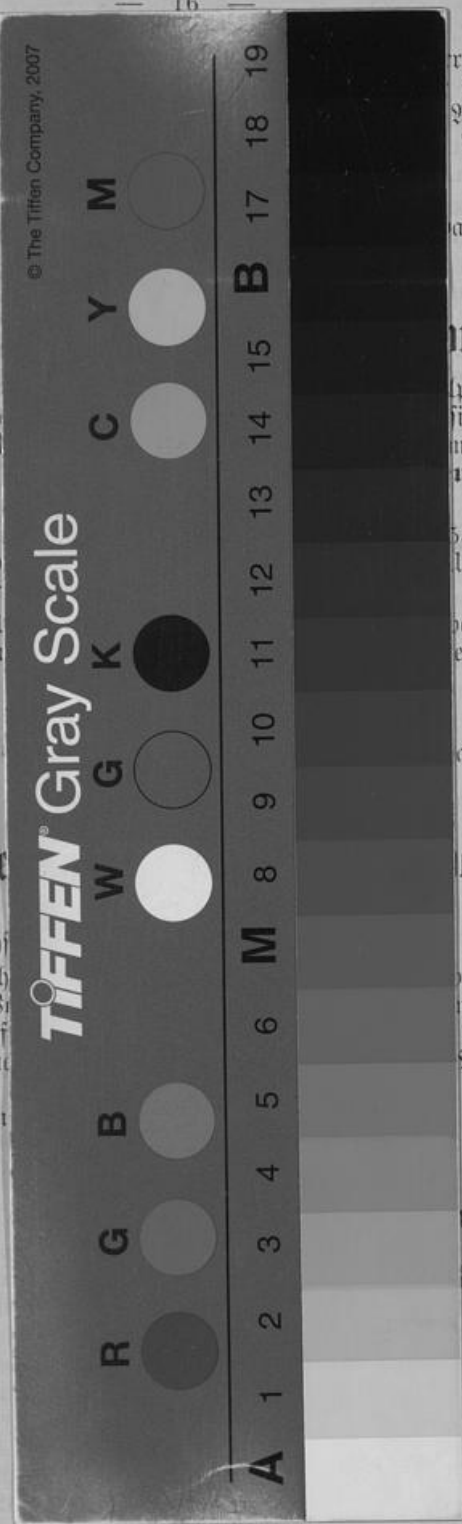 — 16 —
© The Tiffen Company, 2007
TIFFEN® Gray Scale
R G B W G K C Y M
A 1 2 3 4 5 6 M 8 9 10 11 12 13 14 15 B 17 18 19